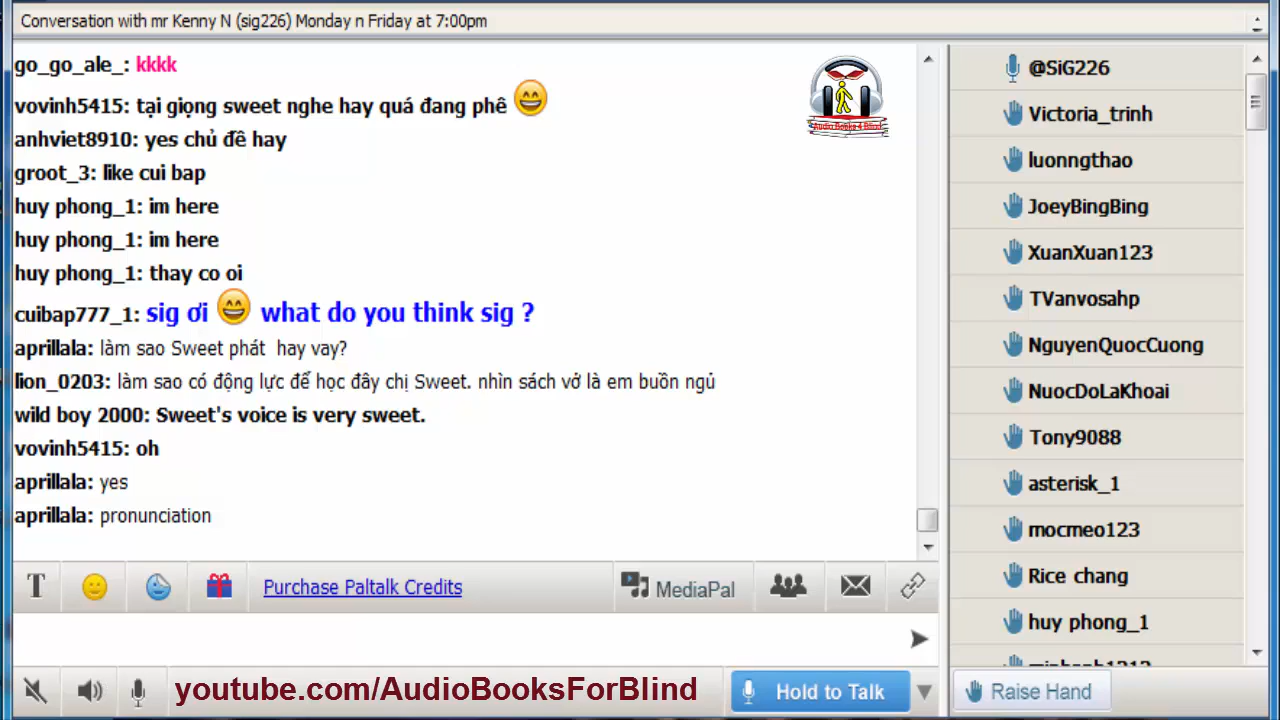 Conversation with mr Kenny N (sig226) Monday n Friday at 7:00pm
go_go_ale_: kkkk
vovinh5415: tại giọng sweet nghe hay quá đang phê
anhviet8910: yes chủ đề hay
groot_3: like cui bap
huy phong_1: im here
huy phong_1: im here
huy phong_1: thay co oi
cuibap777_1: sig ơi what do you think sig ?
aprillala: làm sao Sweet phát hay vay?
lion_0203: làm sao có động lực để học đây chị Sweet. nhìn sách vở là em buồn ngủ
wild boy 2000: Sweet's voice is very sweet.
vovinh5415: oh
aprillala: yes
aprillala: pronunciation
Audio Books 4 Blind
@SiG226
Victoria_trinh
luonngthao
JoeyBingBing
XuanXuan123
TVanvosahp
NguyenQuocCuong
NuocDoLaKhoai
Tony9088
asterisk_1
mocmeo123
Rice chang
huy phong_1
T
Purchase Paltalk Credits
MediaPal
youtube.com/AudioBooksForBlind
Hold to Talk
Raise Hand